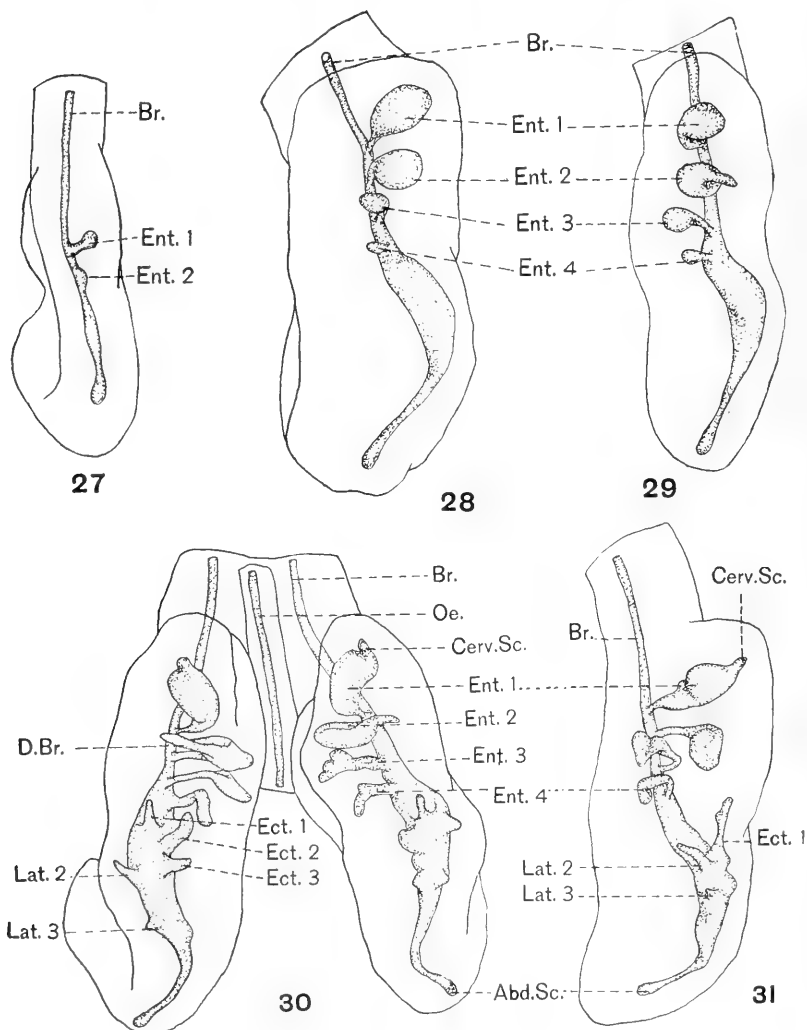 Br.
Ent. 1
Ent. 2
27
Br.
Ent. 1
Ent. 2
Ent. 3
Ent. 4
28
29
Br.
Oe.
Cerv.Sc.
Ent. 1
Ent. 2
Ent. 3
Ent. 4
D.Br.
Ect. 1
Ect. 2
Ect. 3
Lat. 2
Lat. 3
30
Abd.Sc.
Cerv.Sc.
Br.
Ect. 1
Lat. 2
Lat. 3
31